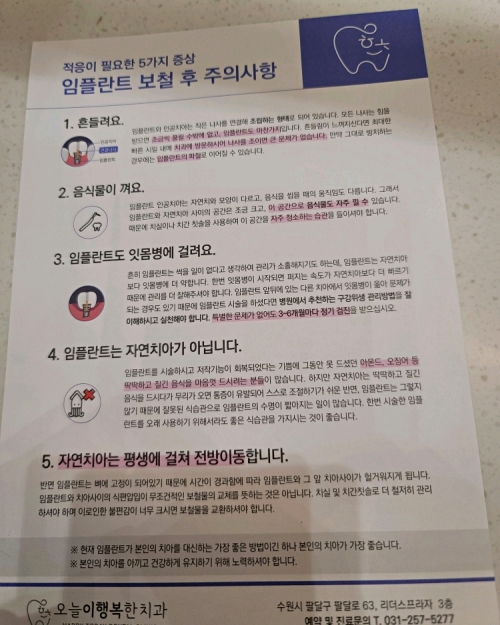 적응이 필요한 5가지 증상
임플란트 보철 후 주의사항
1. 흔들려요.
임플란트와 인공치아는 작은 나사를 연결해 조립하는 형태로 되어 있습니다. 모든 나사는 힘을
받으면 조금씩 풀릴 수밖에 없고, 임플란트도 마찬가지입니다. 흔들림이 느껴지신다면 최대한
빠른 시일 내에 치과에 방문하시어 나사를 조이면 큰 문제가 없습니다. 만약 그대로 방치하는
경우에는 임플란트의 파절로 이어질 수 있습니다.
인공치아
임플란트
2. 음식물이 껴요.
임플란트 인공치아는 자연치와 모양이 다르고, 음식을 씹을 때의 움직임도 다릅니다. 그래서
임플란트와 자연치아 사이의 공간은 조금 크고, 이 공간으로 음식물도 자주 낄 수 있습니다.
때문에 치실이나 치간 칫솔을 사용하여 이 공간을 자주 청소하는 습관을 들이셔야 합니다.
3. 임플란트도 잇몸병에 걸려요.
흔히 임플란트는 썩을 일이 없다고 생각하여 관리가 소홀해지기도 하는데, 임플란트는 자연치아
보다 잇몸병에 더 약합니다. 한번 잇몸병이 시작되면 퍼지는 속도가 자연치아보다 더 빠르기
때문에 관리를 더 잘해주셔야 합니다. 임플란트 앞뒤에 있는 다른 치아에서 잇몸병이 옮아 문제가
되는 경우도 있기 때문에 임플란트 시술을 하셨다면 병원에서 추천하는 구강위생 관리방법을 잘
이해하시고 실천해야 합니다. 특별한 문제가 없어도 3~6개월마다 정기 검진을 받으십시오.
4. 임플란트는 자연치아가 아닙니다.
임플란트를 시술하시고 저작기능이 회복되었다는 기쁨에 그동안 못 드셨던 아몬드, 오징어 등
딱딱하고 질긴 음식을 마음껏 드시려는 분들이 많습니다. 하지만 자연치아는 딱딱하고 질긴
음식을 드시다가 무리가 오면 통증이 유발되어 스스로 조절하기가 쉬운 반면, 임플란트는 그렇지
않기 때문에 잘못된 식습관으로 임플란트의 수명이 짧아지는 일이 많습니다. 한번 시술한 임플
란트를 오래 사용하기 위해서라도 좋은 식습관을 가지시는 것이 좋습니다.
5. 자연치아는 평생에 걸쳐 전방이동합니다.
반면 임플란트는 뼈에 고정이 되어있기 때문에 시간이 경과함에 따라 임플란트와 그 앞 치아사이가 헐거워지게 됩니다.
임플란트와 치아사이의 식편압입이 무조건적인 보철물의 교체를 뜻하는 것은 아닙니다. 치실 및 치간칫솔로 더 철저히 관리
하셔야 하며 이로인한 불편감이 너무 크시면 보철물을 교환하셔야 합니다.
※ 현재 임플란트가 본인의 치아를 대신하는 가장 좋은 방법이긴 하나 본인의 치아가 가장 좋습니다.
※ 본인의 치아를 아끼고 건강하게 유지하기 위해 노력하셔야 합니다.
오늘이행복한치과
수원시 팔달구 팔달로 63, 리더스프라자 3층
예약 및 진료문의 T. 031-257-5277